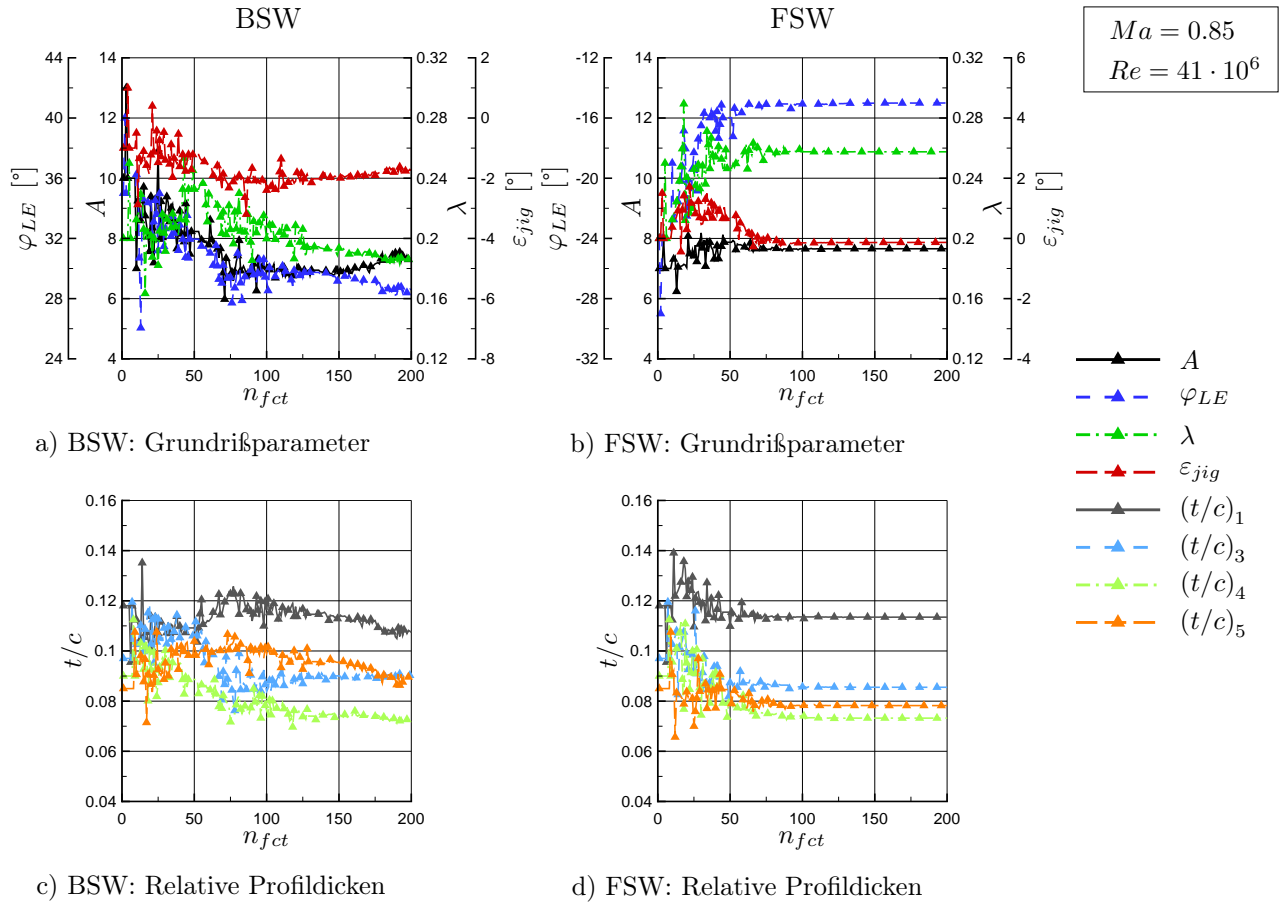 BSW
FSW
Ma = 0.85
Re = 41 · 10⁶
φ_LE [°]
44
40
36
32
28
24
A
14
12
10
8
6
4
0
50
100
150
200
n_fct
λ
0.32
0.28
0.24
0.2
0.16
0.12
ε_jig [°]
2
0
-2
-4
-6
-8
a) BSW: Grundrißparameter
φ_LE [°]
-12
-16
-20
-24
-28
-32
A
14
12
10
8
6
4
0
50
100
150
200
n_fct
λ
0.32
0.28
0.24
0.2
0.16
0.12
ε_jig [°]
6
4
2
0
-2
-4
b) FSW: Grundrißparameter
A
φ_LE
λ
ε_jig
(t/c)₁
(t/c)₃
(t/c)₄
(t/c)₅
t/c
0.16
0.14
0.12
0.1
0.08
0.06
0.04
0
50
100
150
200
n_fct
c) BSW: Relative Profildicken
t/c
0.16
0.14
0.12
0.1
0.08
0.06
0.04
0
50
100
150
200
n_fct
d) FSW: Relative Profildicken